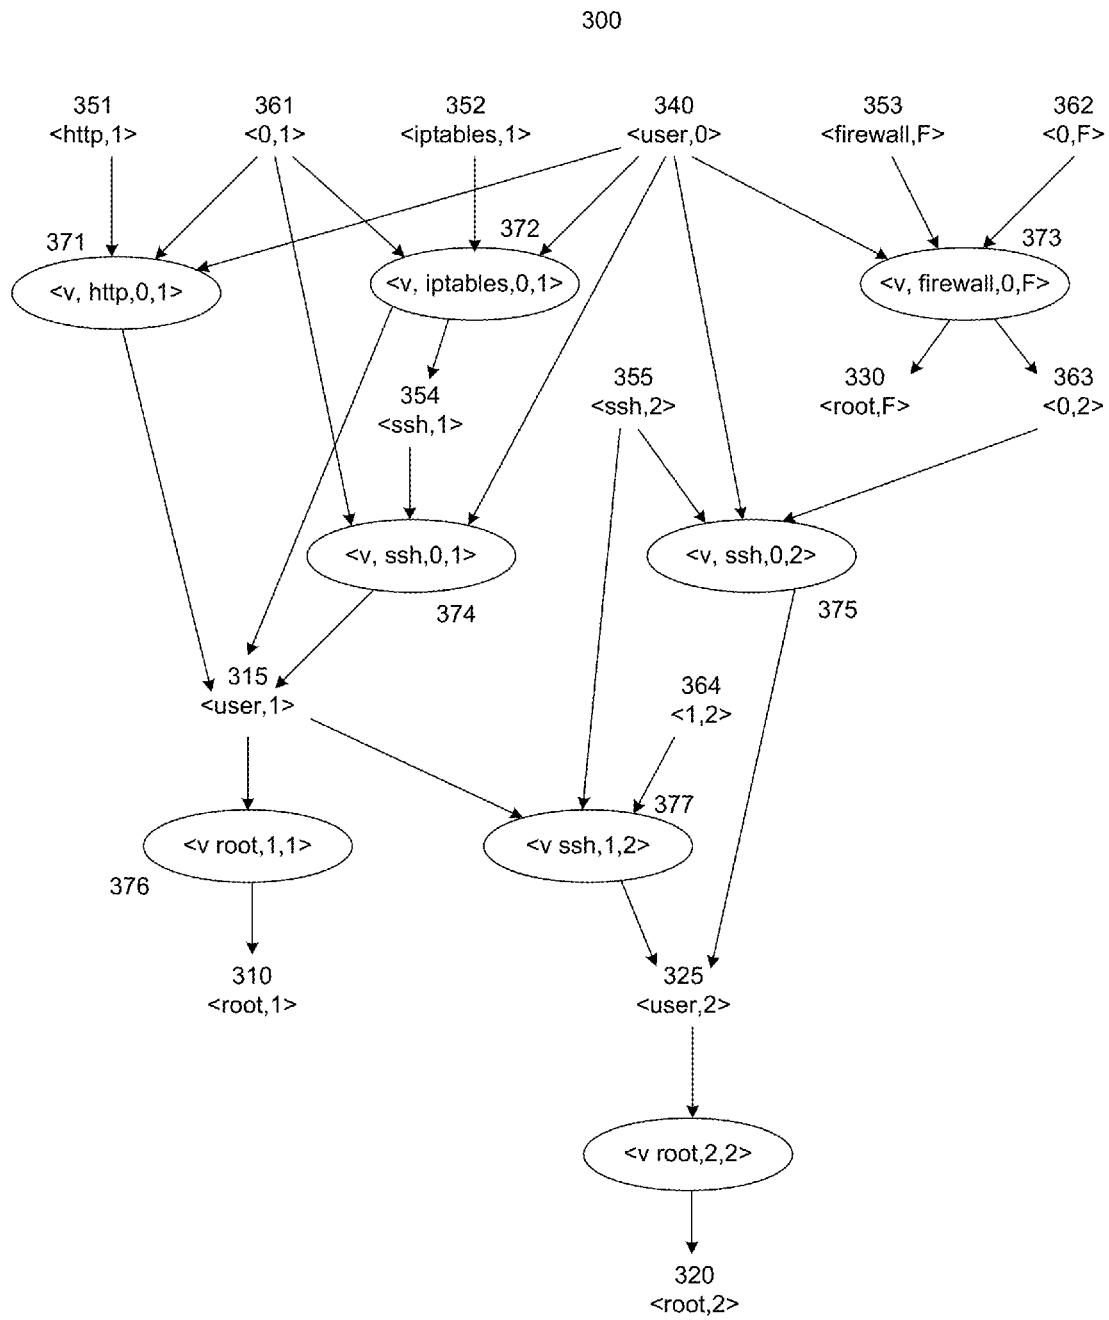 300
351
<http,1>
361
<0,1>
352
<iptables,1>
340
<user,0>
353
<firewall,F>
362
<0,F>
371
<v, http,0,1>
372
<v, iptables,0,1>
373
<v, firewall,0,F>
354
<ssh,1>
355
<ssh,2>
330
<root,F>
363
<0,2>
<v, ssh,0,1>
374
<v, ssh,0,2>
375
315
<user,1>
364
<1,2>
<v root,1,1>
376
377
<v ssh,1,2>
310
<root,1>
325
<user,2>
<v root,2,2>
320
<root,2>